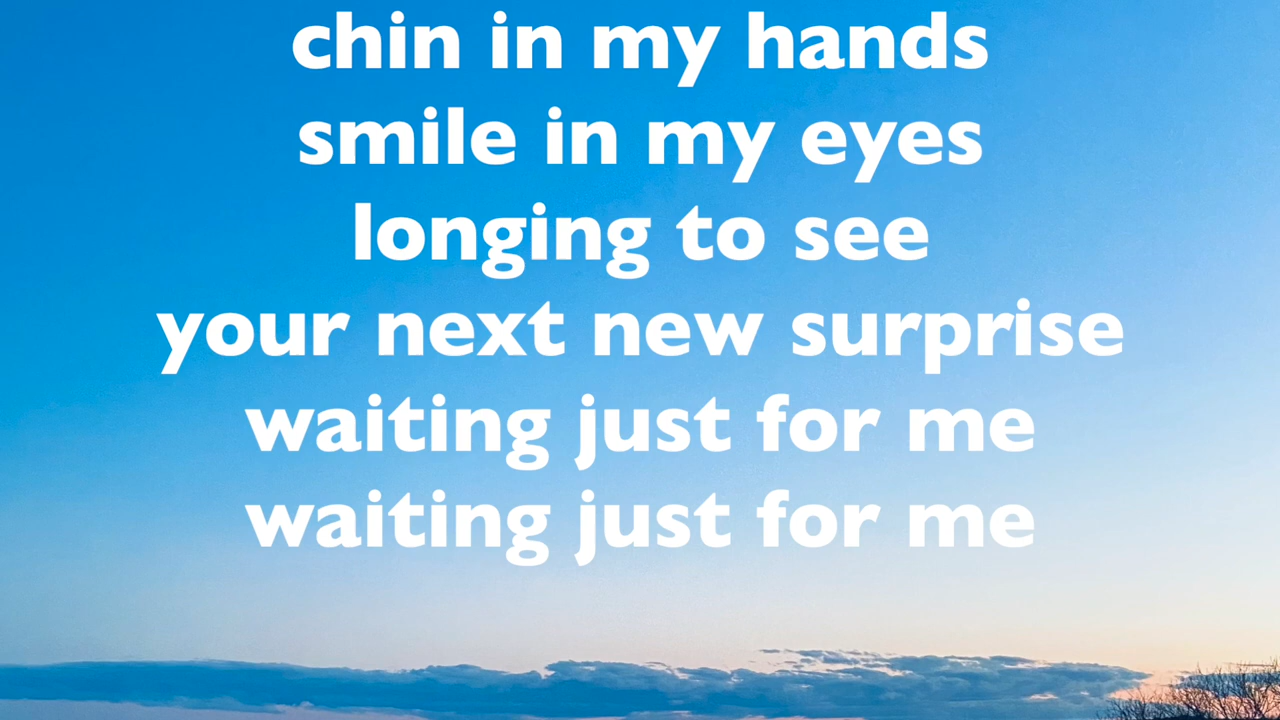 chin in my hands
smile in my eyes
longing to see
your next new surprise
waiting just for me
waiting just for me